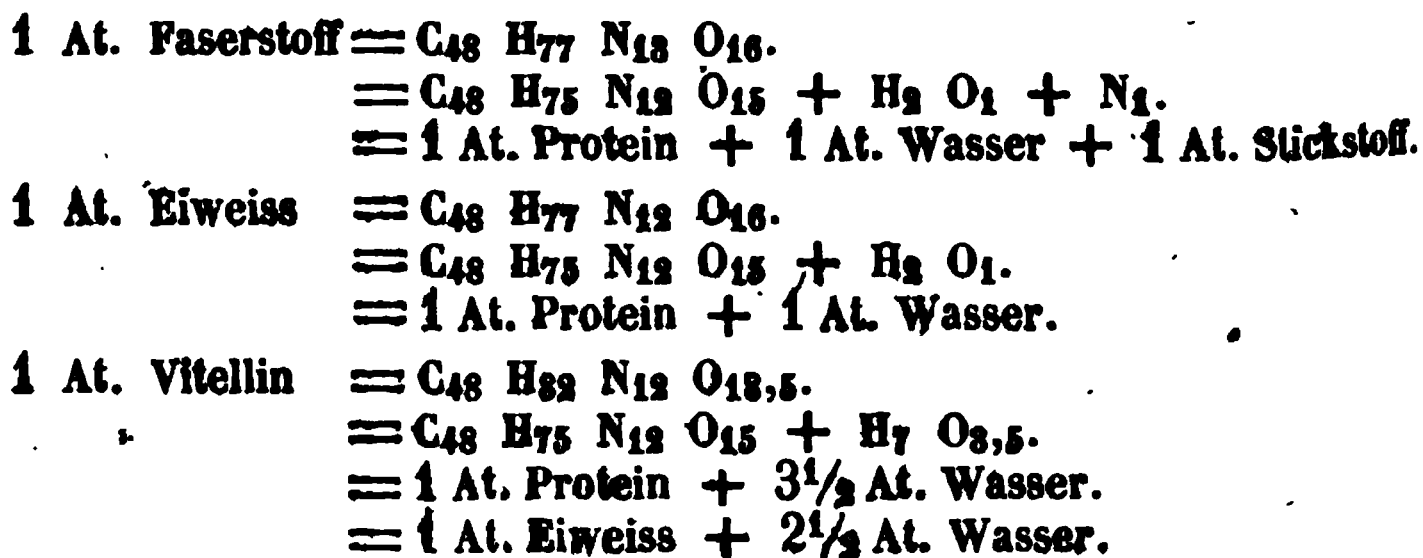 1 At. Faserstoff = C₄₈ H₇₇ N₁₃ O₁₆.
= C₄₈ H₇₅ N₁₂ O₁₅ + H₂ O₁ + N₁.
= 1 At. Protein + 1 At. Wasser + 1 At. Stickstoff.
1 At. Eiweiss = C₄₈ H₇₇ N₁₂ O₁₆.
= C₄₈ H₇₅ N₁₂ O₁₅ + H₂ O₁.
= 1 At. Protein + 1 At. Wasser.
1 At. Vitellin = C₄₈ H₈₂ N₁₂ O₁₈,₅.
= C₄₈ H₇₅ N₁₂ O₁₅ + H₇ O₃,₅.
= 1 At. Protein + 3½ At. Wasser.
= 1 At. Eiweiss + 2½ At. Wasser.